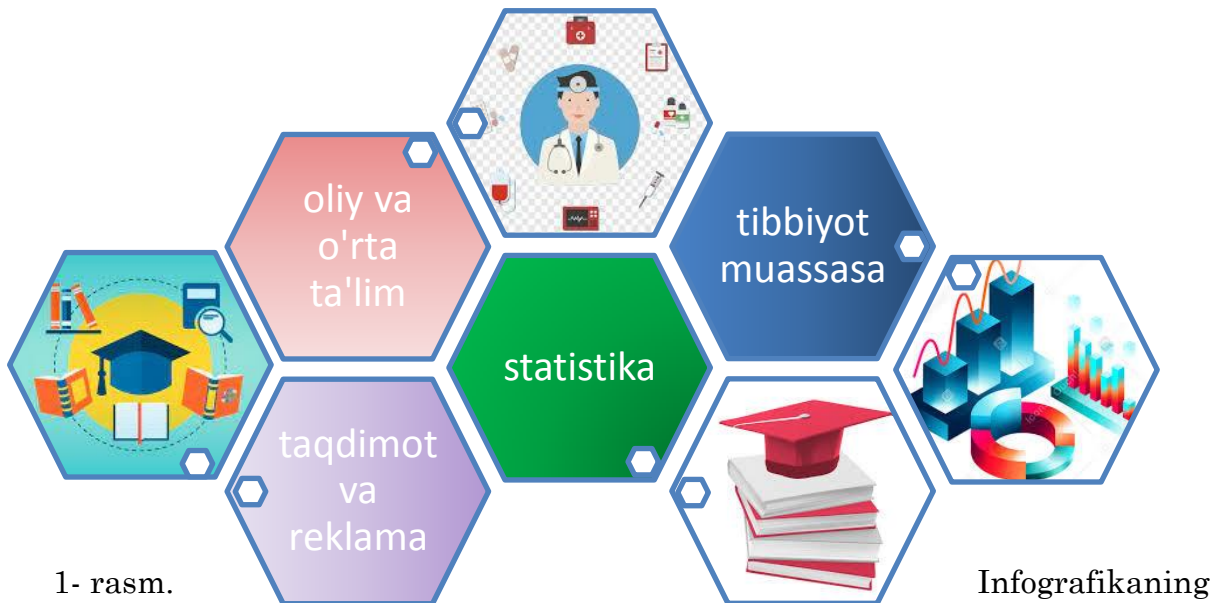 oliy va
o'rta
ta'lim
tibbiyot
muassasa
statistika
taqdimot
va
reklama
1- rasm.
Infografikaning